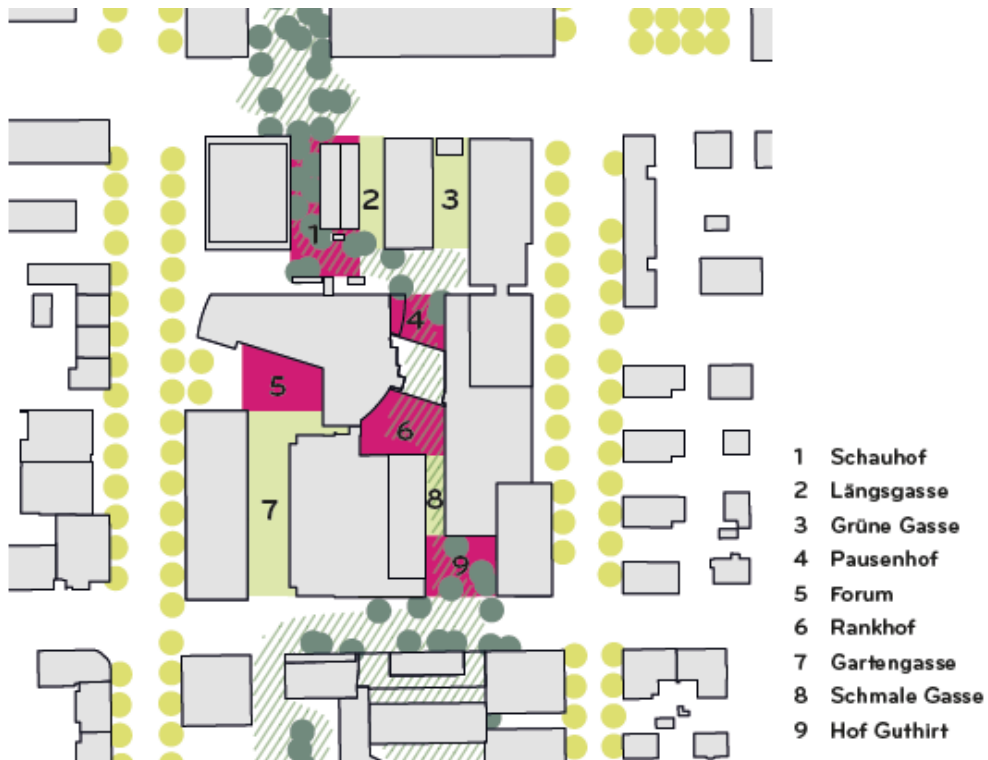 1
2
3
4
5
6
7
8
9
1 Schauhof
2 Längsgasse
3 Grüne Gasse
4 Pausenhof
5 Forum
6 Rankhof
7 Gartengasse
8 Schmale Gasse
9 Hof Guthirt